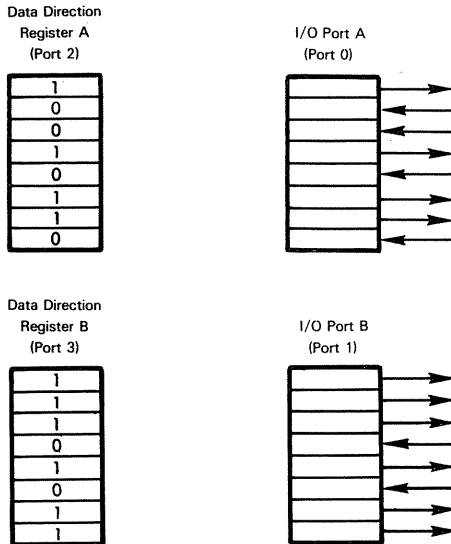 Data Direction
Register A
(Port 2)
I/O Port A
(Port 0)
1
0
0
1
0
1
1
0
Data Direction
Register B
(Port 3)
I/O Port B
(Port 1)
1
1
1
0
1
0
1
1